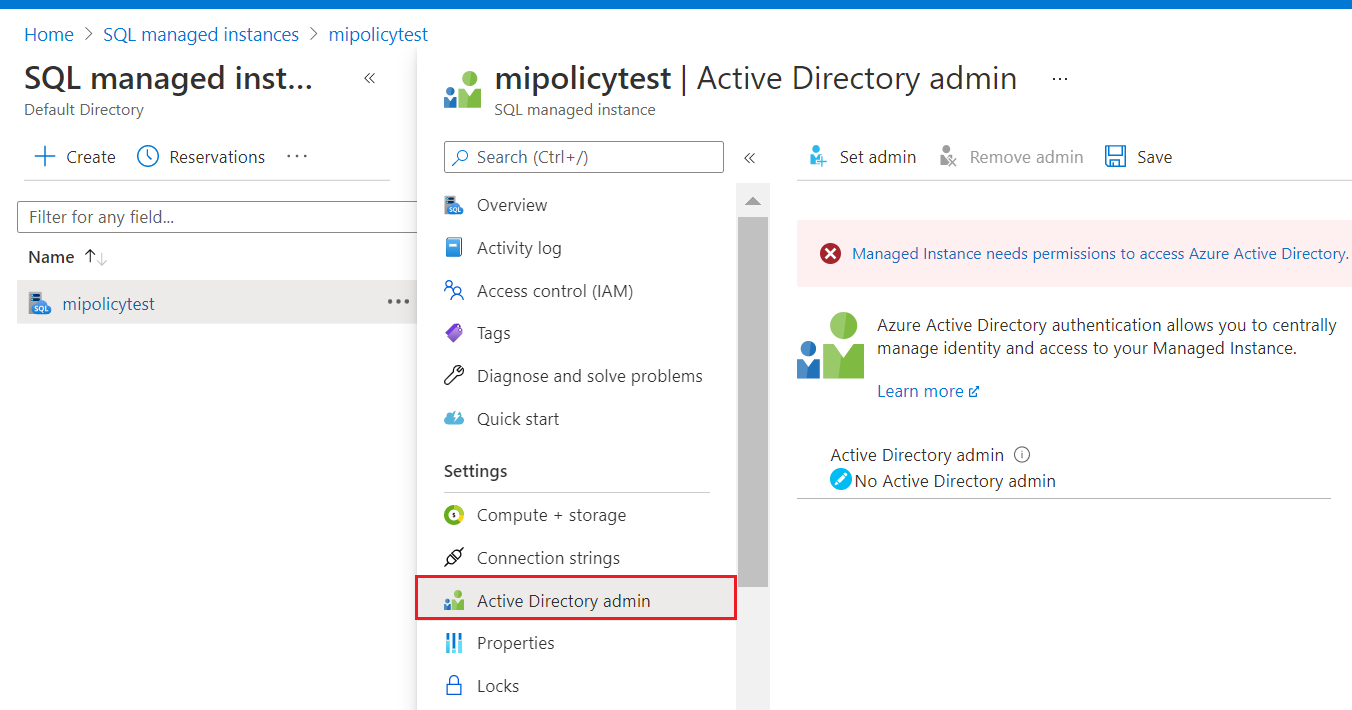 Home > SQL managed instances > mipolicytest
SQL managed inst...
Default Directory
Create Reservations ...
Filter for any field...
Name
SQL mipolicytest ...
mipolicytest | Active Directory admin ...
SQL managed instance
Search (Ctrl+/)
SQL Overview
Activity log
Access control (IAM)
Tags
Diagnose and solve problems
Quick start
Settings
Compute + storage
Connection strings
Active Directory admin
Properties
Locks
Set admin Remove admin Save
Managed Instance needs permissions to access Azure Active Directory.
Azure Active Directory authentication allows you to centrally
manage identity and access to your Managed Instance.
Learn more
Active Directory admin
No Active Directory admin